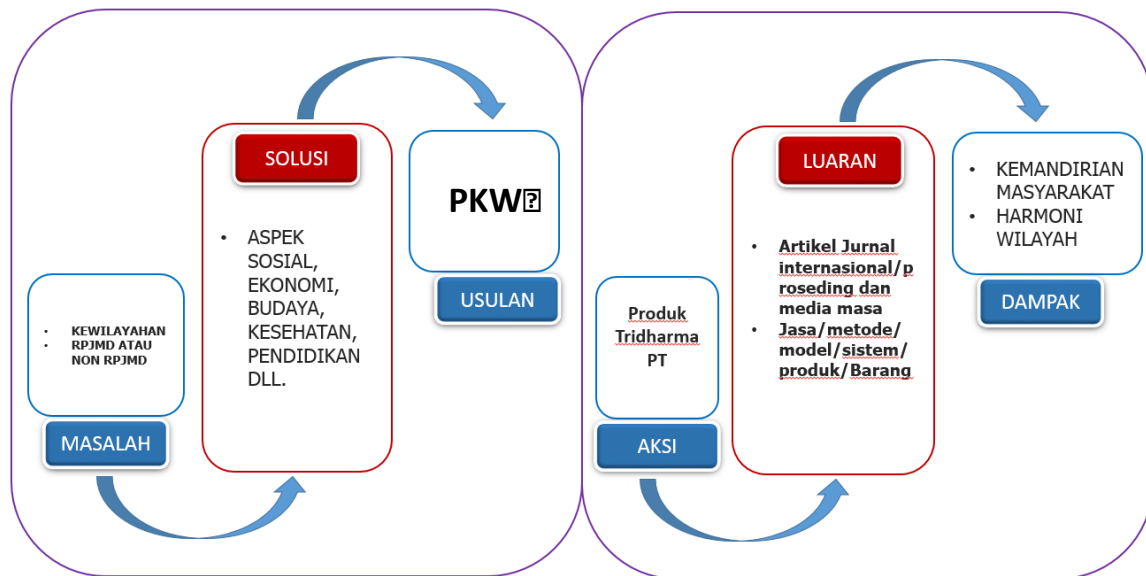 • KEWILAYAHAN
• RPJMD ATAU
NON RPJMD
MASALAH
SOLUSI
• ASPEK
SOSIAL,
EKONOMI,
BUDAYA,
KESEHATAN,
PENDIDIKAN
DLL.
PKW⍰
USULAN
Produk
Tridharma
PT
AKSI
LUARAN
• Artikel Jurnal
internasional/p
roseding dan
media masa
• Jasa/metode/
model/sistem/
produk/Barang
• KEMANDIRIAN
MASYARAKAT
• HARMONI
WILAYAH
DAMPAK